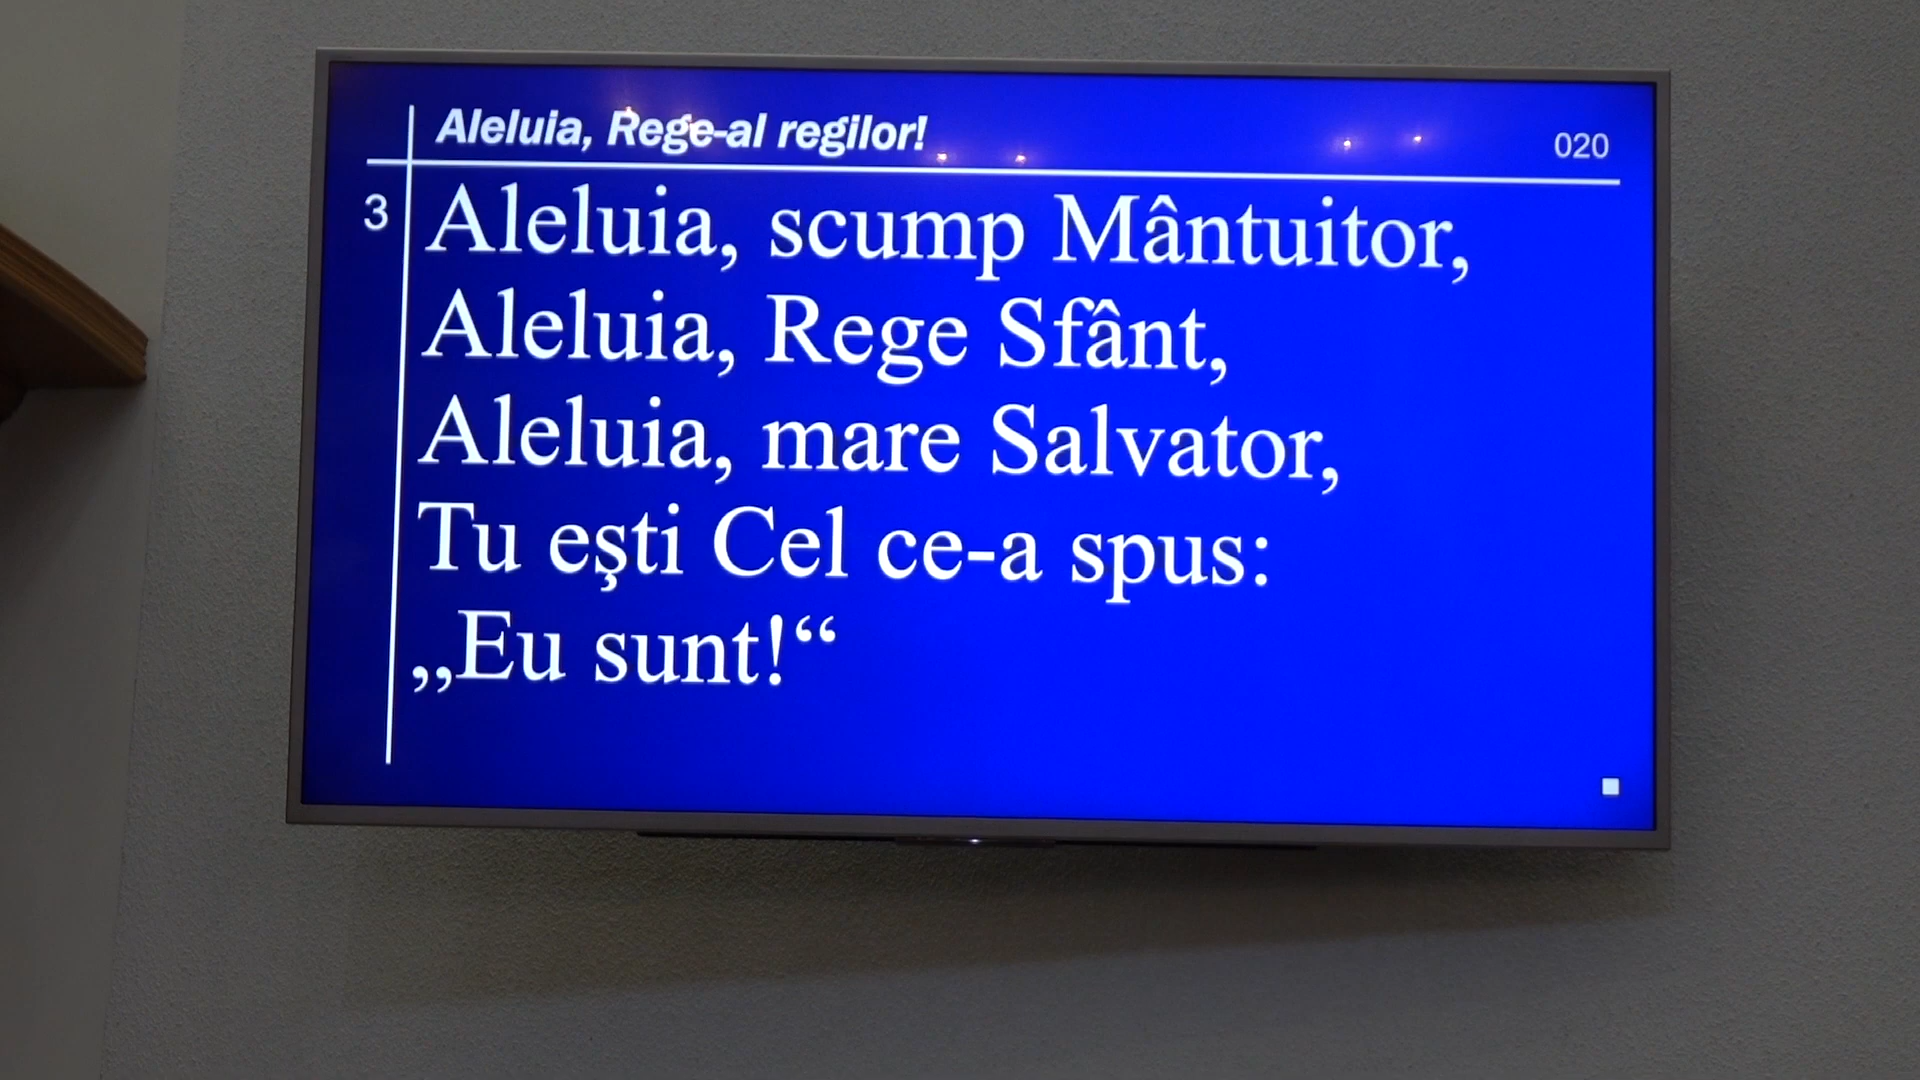 Aleluia, Rege-al regilor!
020
3
Aleluia, scump Mântuitor,
Aleluia, Rege Sfânt,
Aleluia, mare Salvator,
Tu eşti Cel ce-a spus:
„Eu sunt!“